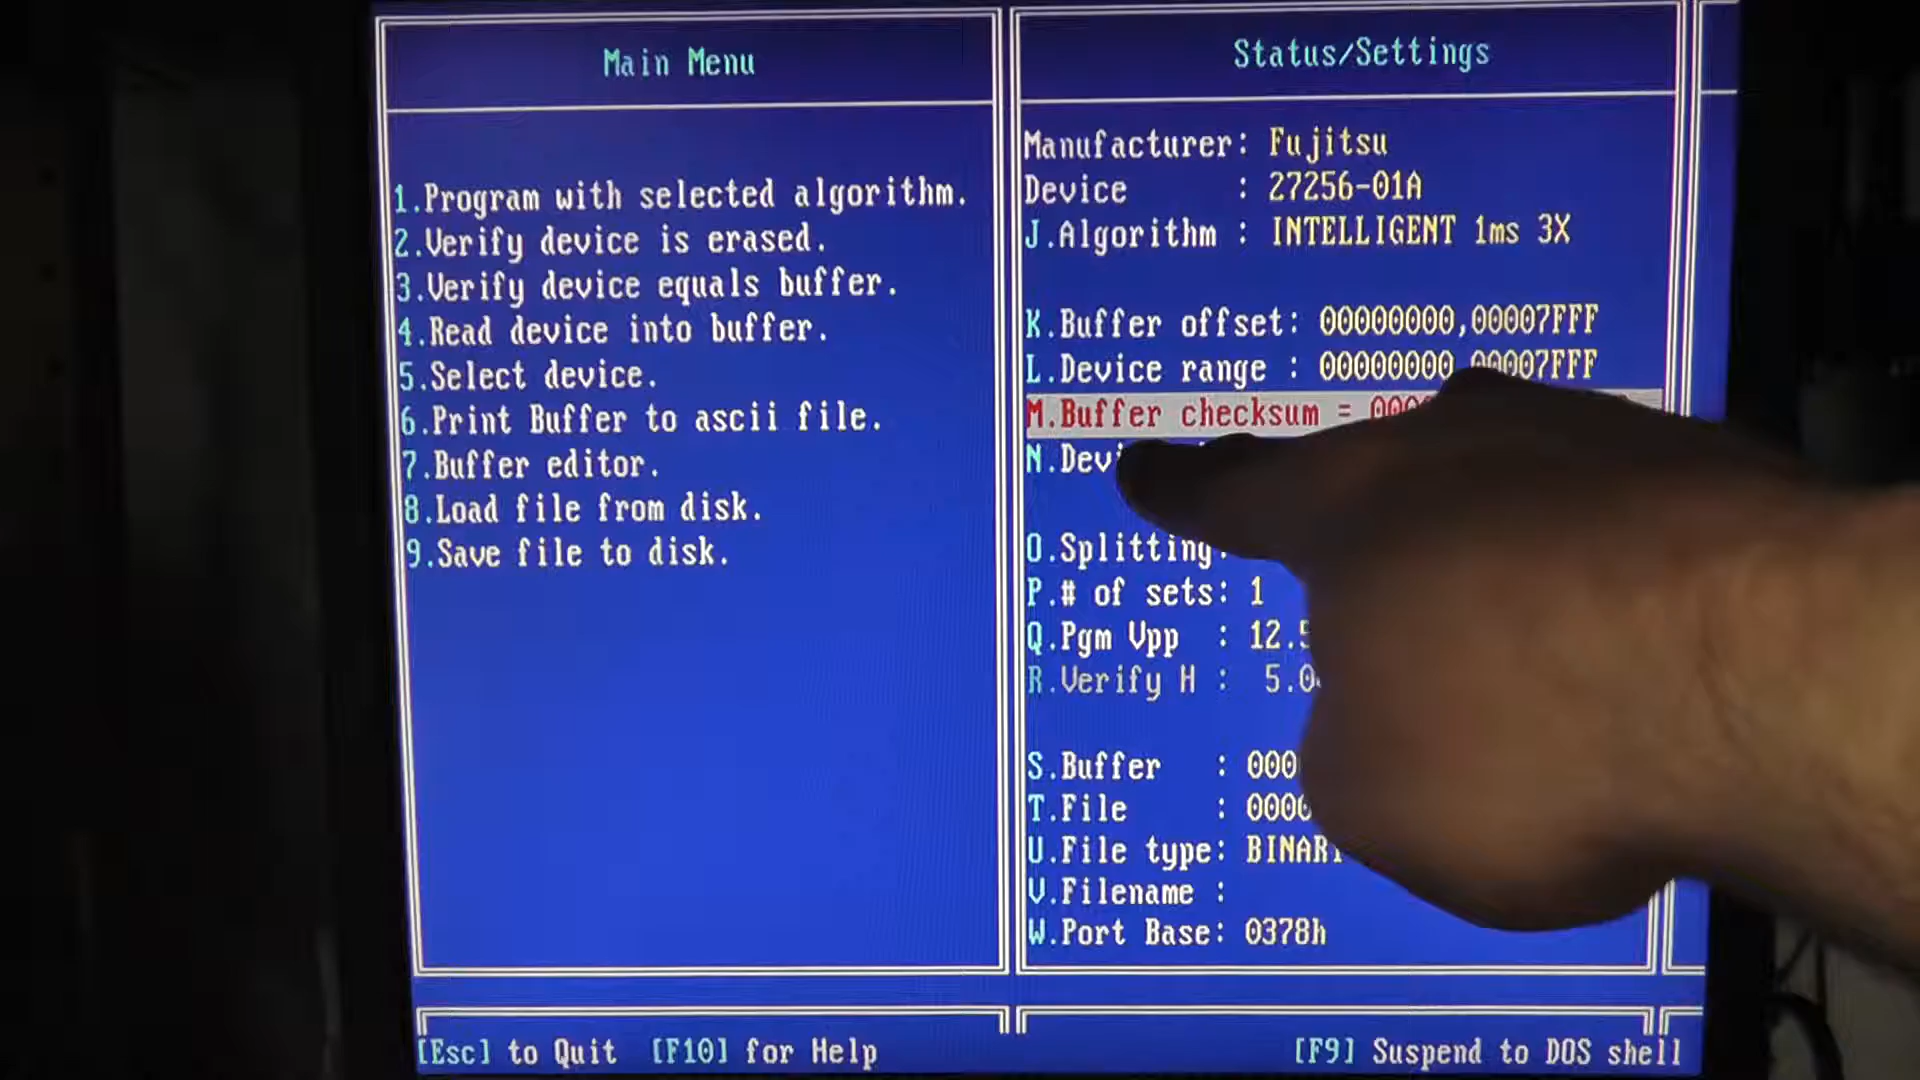 Main Menu
1.Program with selected algorithm.
2.Verify device is erased.
3.Verify device equals buffer.
4.Read device into buffer.
5.Select device.
6.Print Buffer to ascii file.
7.Buffer editor.
8.Load file from disk.
9.Save file to disk.
Status/Settings
Manufacturer: Fujitsu
Device : 27256-01A
J.Algorithm : INTELLIGENT 1ms 3X
K.Buffer offset: 00000000,00007FFF
L.Device range : 00000000,00007FFF
M.Buffer checksum =
N.
O.Splitting
P.# of sets: 1
Q.Pgm Vpp :
R.Verify H :
S.Buffer :
T.File :
U.File type: BINARY
V.Filename :
W.Port Base: 0378h
[Esc] to Quit [F10] for Help
[F9] Suspend to DOS shell